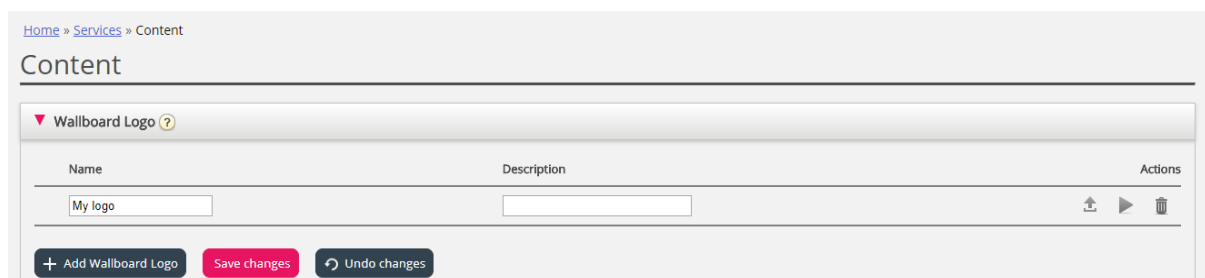 Home » Services » Content
Content
Wallboard Logo ?
Name Description Actions
My logo
+ Add Wallboard Logo Save changes Undo changes